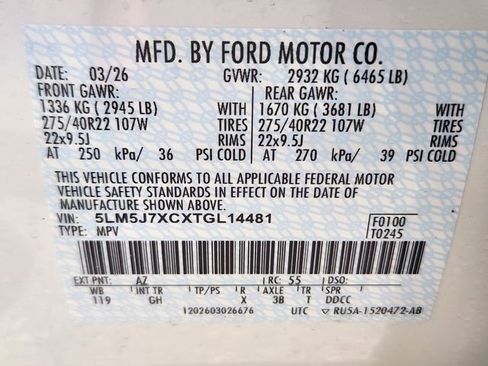 MFD. BY FORD MOTOR CO.
DATE: 03/26 GVWR: 2932 KG ( 6465 LB)
FRONT GAWR: REAR GAWR:
1336 KG ( 2945 LB) WITH 1670 KG ( 3681 LB) WITH
275/40R22 107W TIRES 275/40R22 107W TIRES
22x9.5J RIMS 22x9.5J RIMS
AT 250 kPa/ 36 PSI COLD AT 270 kPa/ 39 PSI COLD
THIS VEHICLE CONFORMS TO ALL APPLICABLE FEDERAL MOTOR
VEHICLE SAFETY STANDARDS IN EFFECT ON THE DATE OF
MANUFACTURE SHOWN ABOVE.
VIN: 5LM5J7XCXTGL14481 F0100
TYPE: MPV T0245
EXT PNT: AZ RC: 55 DSO:
WB INT TR TP/PS R AXLE TR SPR
119 GH X 3B T DDCC
1202603026676 UTC ▽ RU5A-1520472-AB